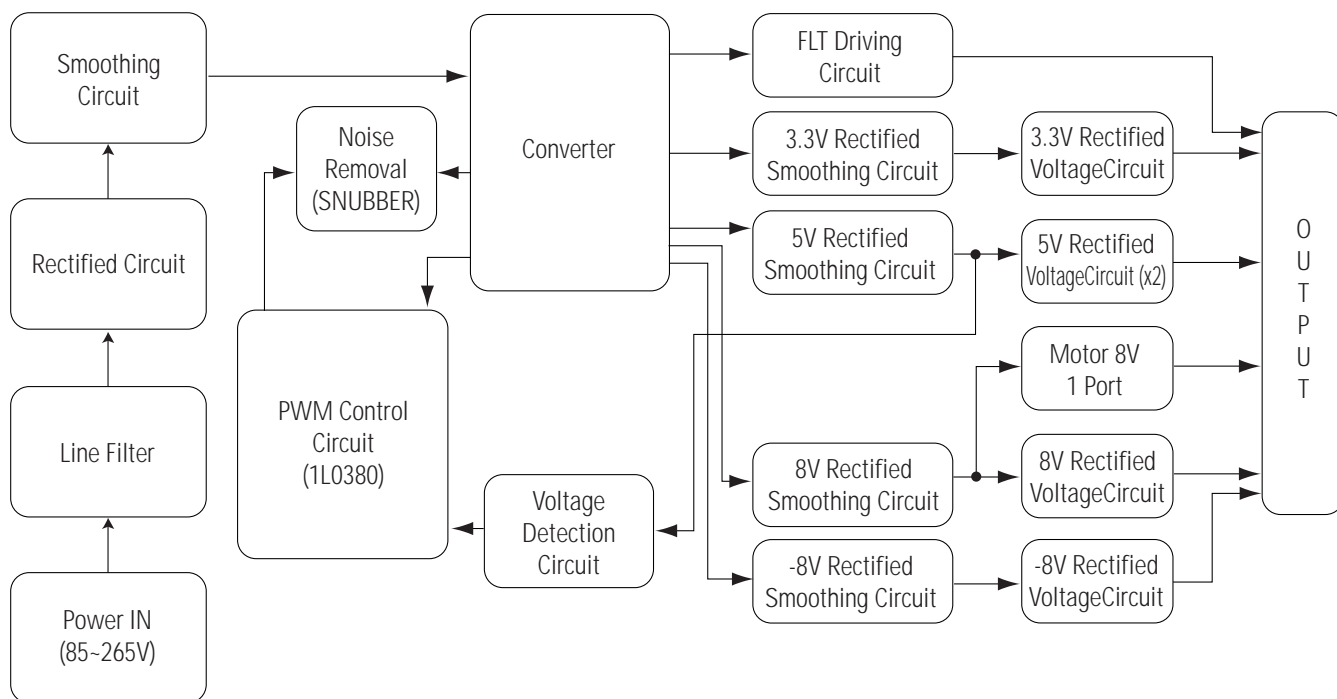 Smoothing
Circuit
Rectified Circuit
Line Filter
Power IN
(85~265V)
Noise
Removal
(SNUBBER)
PWM Control
Circuit
(1L0380)
Converter
Voltage
Detection
Circuit
FLT Driving
Circuit
3.3V Rectified
Smoothing Circuit
5V Rectified
Smoothing Circuit
8V Rectified
Smoothing Circuit
-8V Rectified
Smoothing Circuit
3.3V Rectified
VoltageCircuit
5V Rectified
VoltageCircuit (x2)
Motor 8V
1 Port
8V Rectified
VoltageCircuit
-8V Rectified
VoltageCircuit
OUTPUT